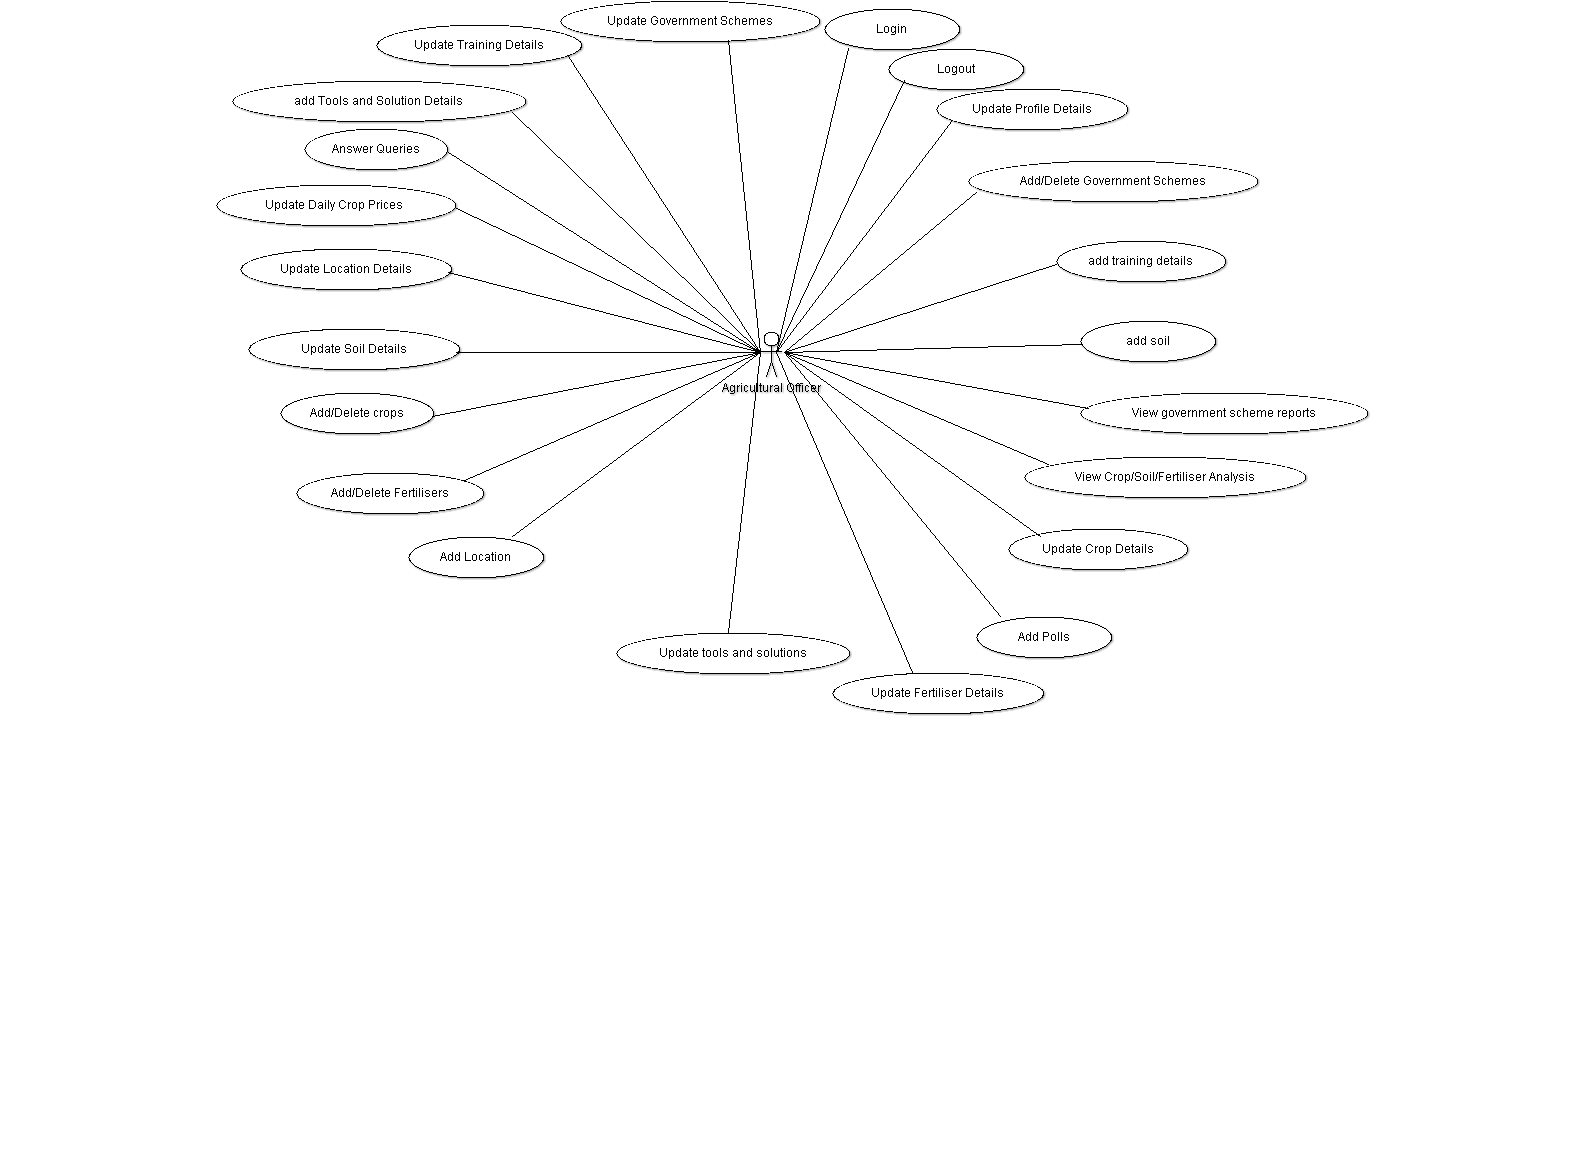 Update Government Schemes
Login
Update Training Details
Logout
add Tools and Solution Details
Update Profile Details
Answer Queries
Add/Delete Government Schemes
Update Daily Crop Prices
add training details
Update Location Details
add soil
Update Soil Details
Agricultural Officer
Add/Delete crops
View government scheme reports
View Crop/Soil/Fertiliser Analysis
Add/Delete Fertilisers
Update Crop Details
Add Location
Add Polls
Update tools and solutions
Update Fertiliser Details